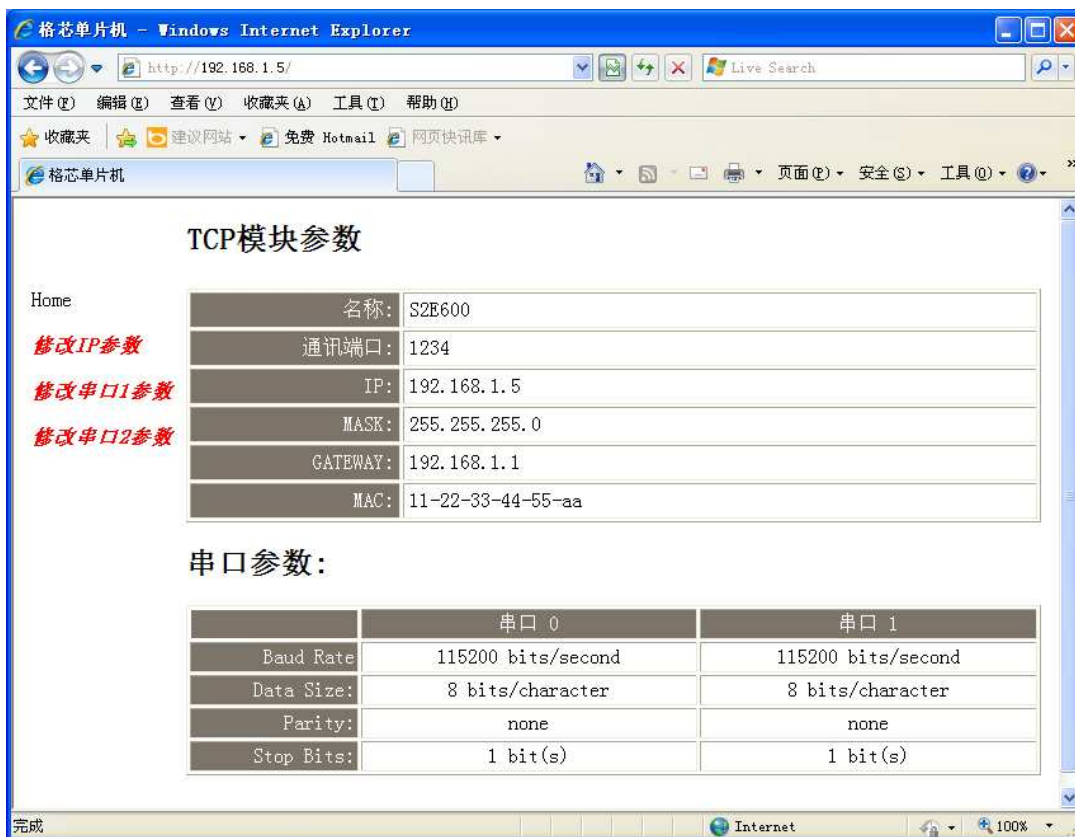 格芯单片机 - Windows Internet Explorer
http://192.168.1.5/
Live Search
文件(F) 编辑(E) 查看(V) 收藏夹(A) 工具(T) 帮助(H)
收藏夹 建议网站 免费 Hotmail 网页快讯库
格芯单片机 页面(P) 安全(S) 工具(O)
TCP模块参数
Home
修改IP参数
修改串口1参数
修改串口2参数
名称: S2E600
通讯端口: 1234
IP: 192.168.1.5
MASK: 255.255.255.0
GATEWAY: 192.168.1.1
MAC: 11-22-33-44-55-aa
串口参数:
串口 0 串口 1
Baud Rate 115200 bits/second 115200 bits/second
Data Size: 8 bits/character 8 bits/character
Parity: none none
Stop Bits: 1 bit(s) 1 bit(s)
完成 Internet 100%